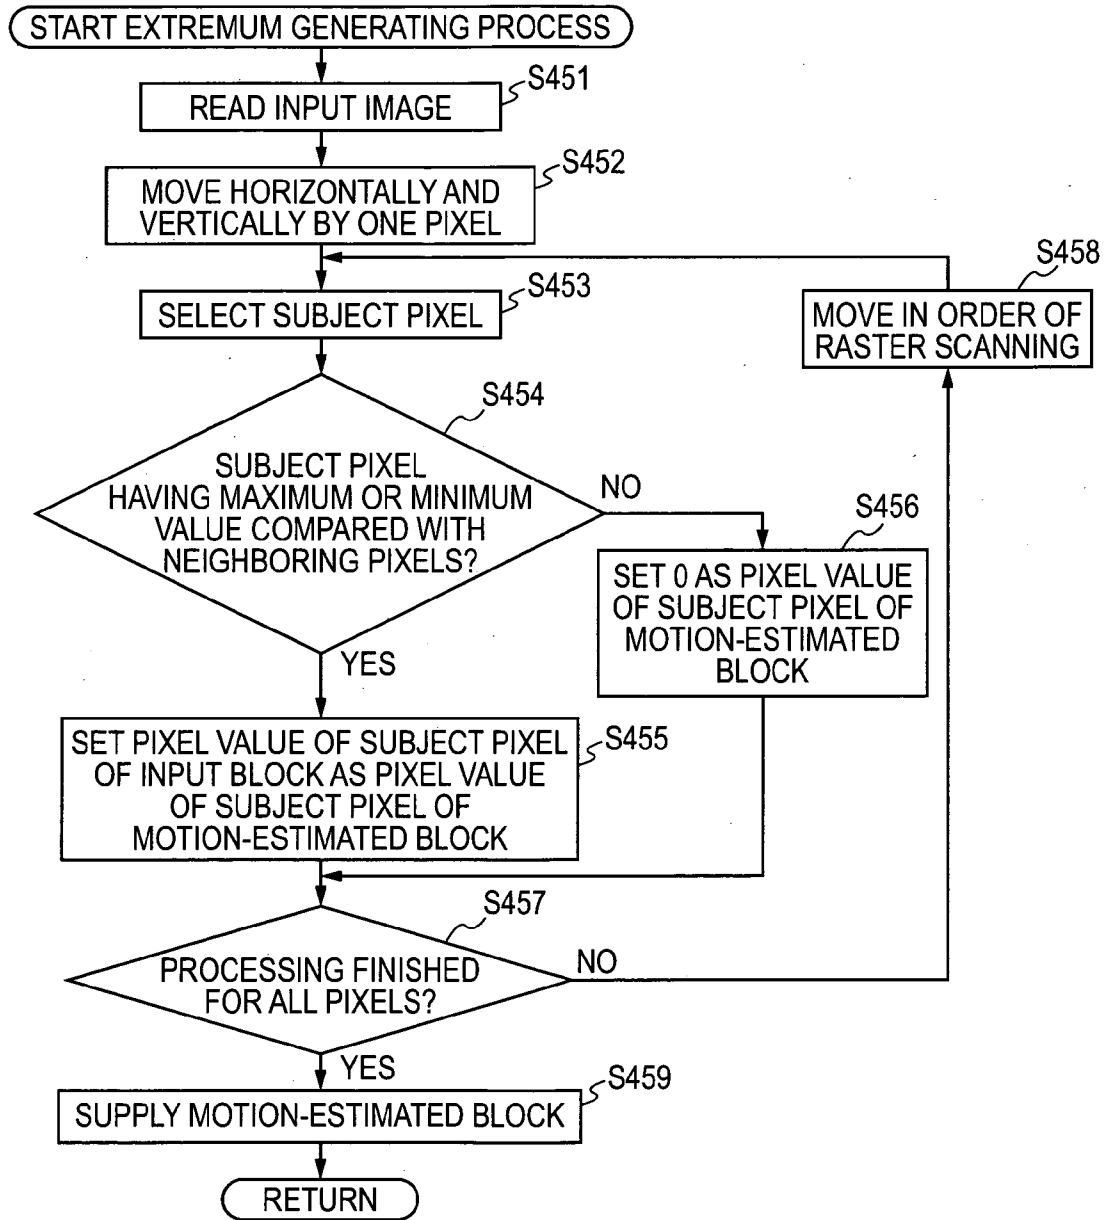 START EXTREMUM GENERATING PROCESS
S451
READ INPUT IMAGE
S452
MOVE HORIZONTALLY AND
VERTICALLY BY ONE PIXEL
S453
SELECT SUBJECT PIXEL
S458
MOVE IN ORDER OF
RASTER SCANNING
S454
SUBJECT PIXEL
HAVING MAXIMUM OR MINIMUM
VALUE COMPARED WITH
NEIGHBORING PIXELS?
NO
S456
SET 0 AS PIXEL VALUE
OF SUBJECT PIXEL OF
MOTION-ESTIMATED
BLOCK
YES
S455
SET PIXEL VALUE OF SUBJECT PIXEL
OF INPUT BLOCK AS PIXEL VALUE
OF SUBJECT PIXEL OF
MOTION-ESTIMATED BLOCK
S457
PROCESSING FINISHED
FOR ALL PIXELS?
NO
YES
S459
SUPPLY MOTION-ESTIMATED BLOCK
RETURN